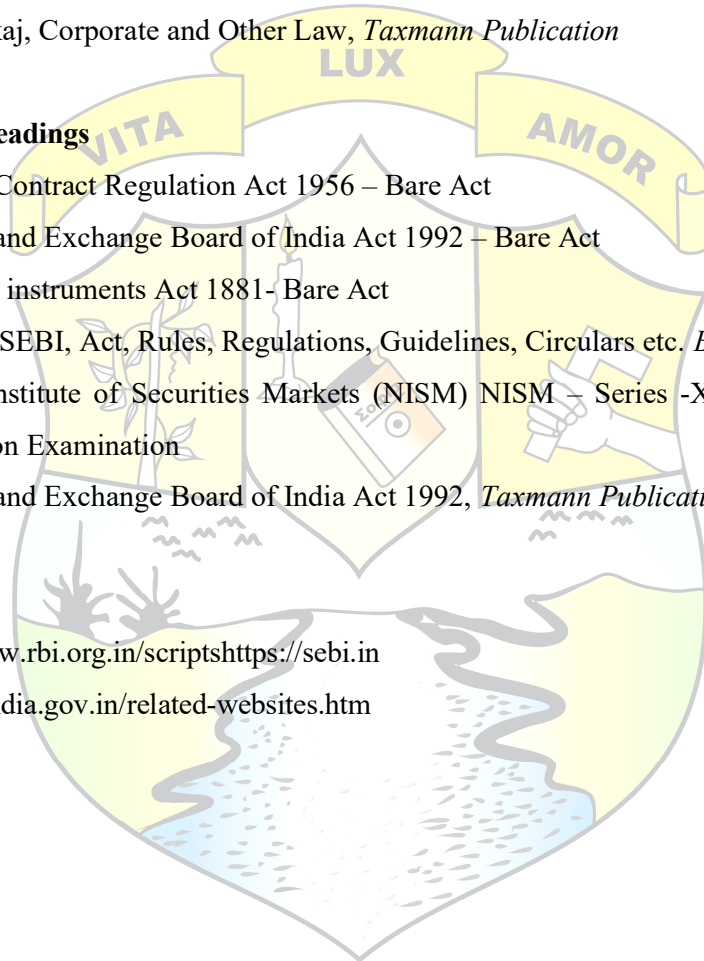 aj, Corporate and Other Law, Taxmann Publication
LUX
VITA
AMOR
eadings
Contract Regulation Act 1956 – Bare Act
and Exchange Board of India Act 1992 – Bare Act
instruments Act 1881- Bare Act
SEBI, Act, Rules, Regulations, Guidelines, Circulars etc.
nstitute of Securities Markets (NISM) NISM – Series -X
on Examination
and Exchange Board of India Act 1992, Taxmann Publicati
w.rbi.org.in/scriptshttps://sebi.in
dia.gov.in/related-websites.htm